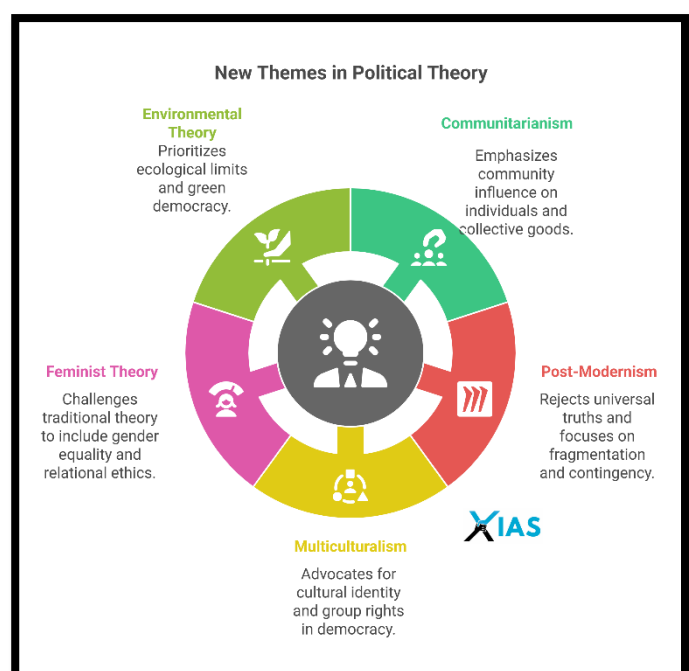 New Themes in Political Theory
Environmental
Theory
Prioritizes
ecological limits
and green
democracy.
Communitarianism
Emphasizes
community
influence on
individuals and
collective goods.
Feminist Theory
Challenges
traditional theory
to include gender
equality and
relational ethics.
Post-Modernism
Rejects universal
truths and
focuses on
fragmentation
and contingency.
XIAS
Multiculturalism
Advocates for
cultural identity
and group rights
in democracy.